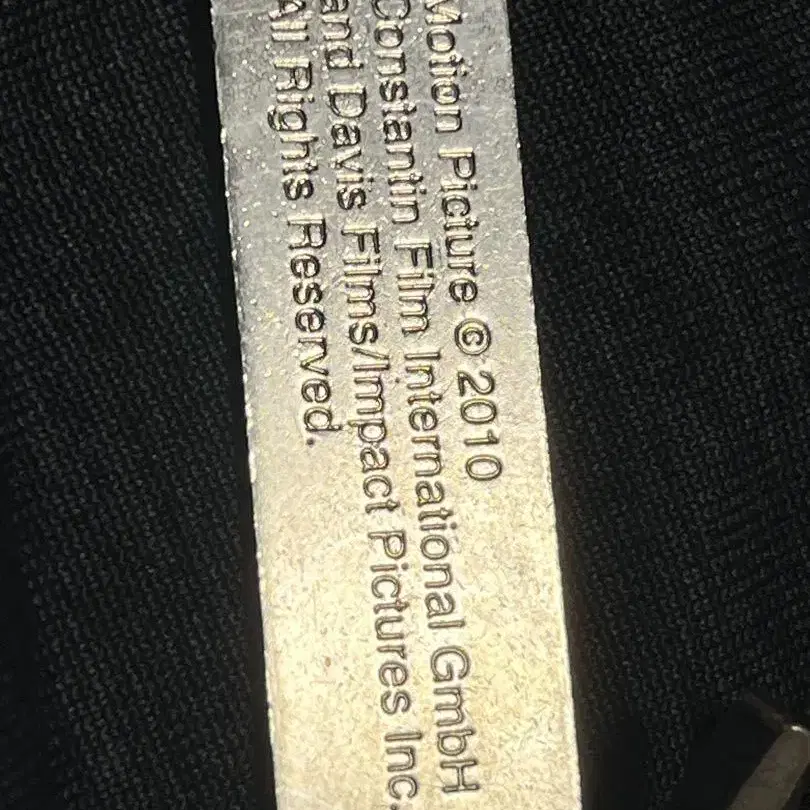 Motion Picture © 2010
Constantin Film International GmbH
and Davis Films/Impact Pictures Inc.
All Rights Reserved.